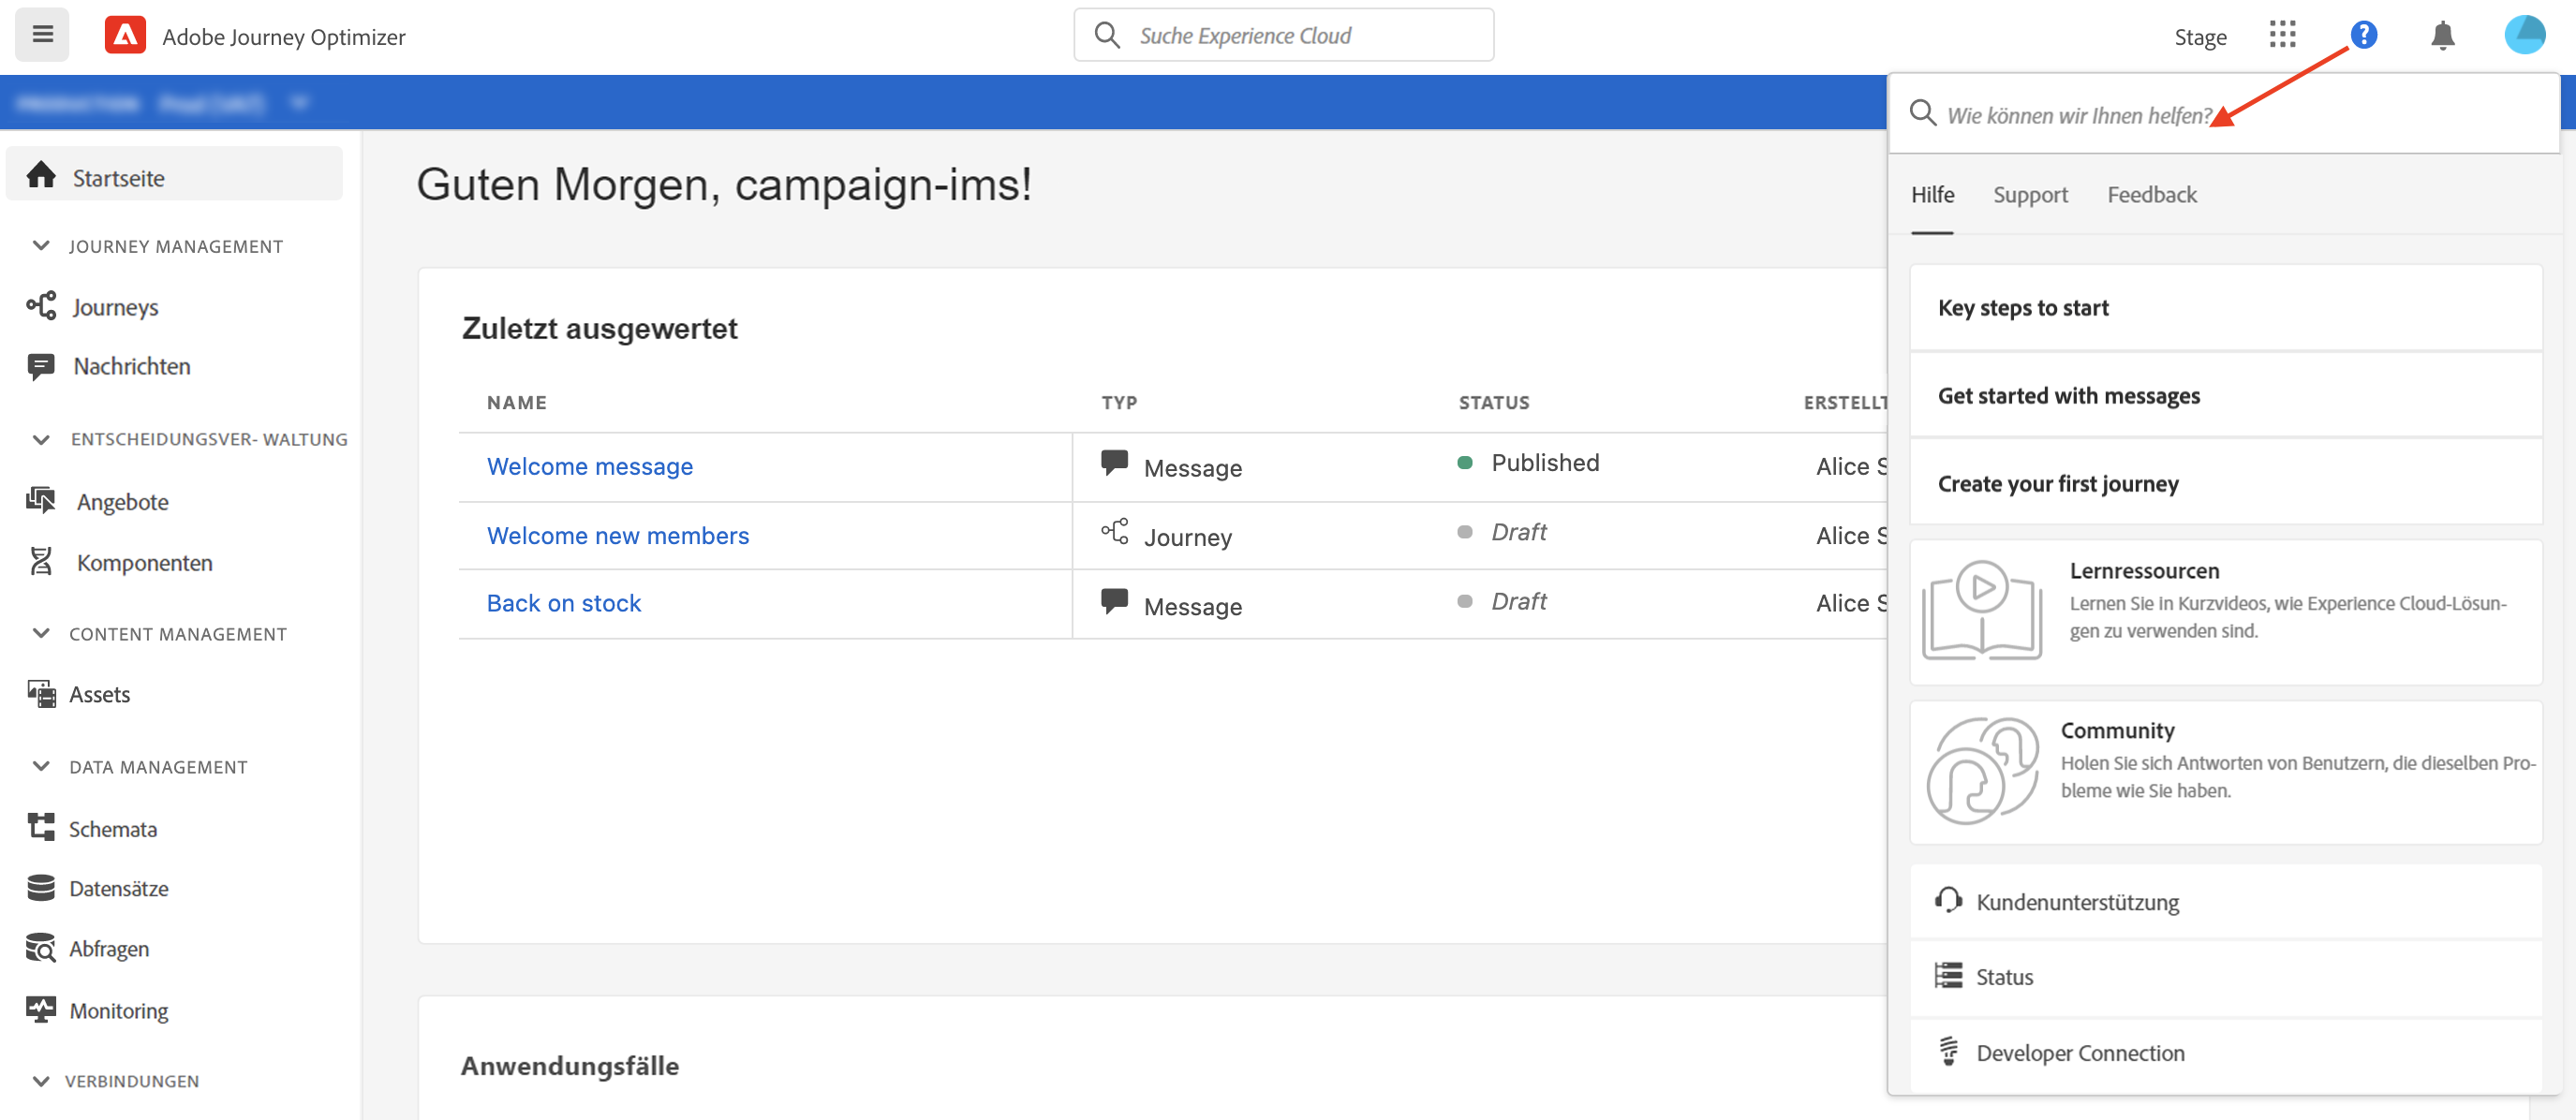 Adobe Journey Optimizer
Suche Experience Cloud
Stage
?
Wie können wir Ihnen helfen?
Hilfe Support Feedback
Key steps to start
Get started with messages
Create your first journey
Lernressourcen
Lernen Sie in Kurzvideos, wie Experience Cloud-Lösun-
gen zu verwenden sind.
Community
Holen Sie sich Antworten von Benutzern, die dieselben Pro-
bleme wie Sie haben.
Kundenunterstützung
Status
Developer Connection
Startseite
JOURNEY MANAGEMENT
Journeys
Nachrichten
ENTSCHEIDUNGSVER- WALTUNG
Angebote
Komponenten
CONTENT MANAGEMENT
Assets
DATA MANAGEMENT
Schemata
Datensätze
Abfragen
Monitoring
VERBINDUNGEN
Guten Morgen, campaign-ims!
Zuletzt ausgewertet
NAME TYP STATUS ERSTELLT
Welcome message Message Published Alice S
Welcome new members Journey Draft Alice S
Back on stock Message Draft Alice S
Anwendungsfälle